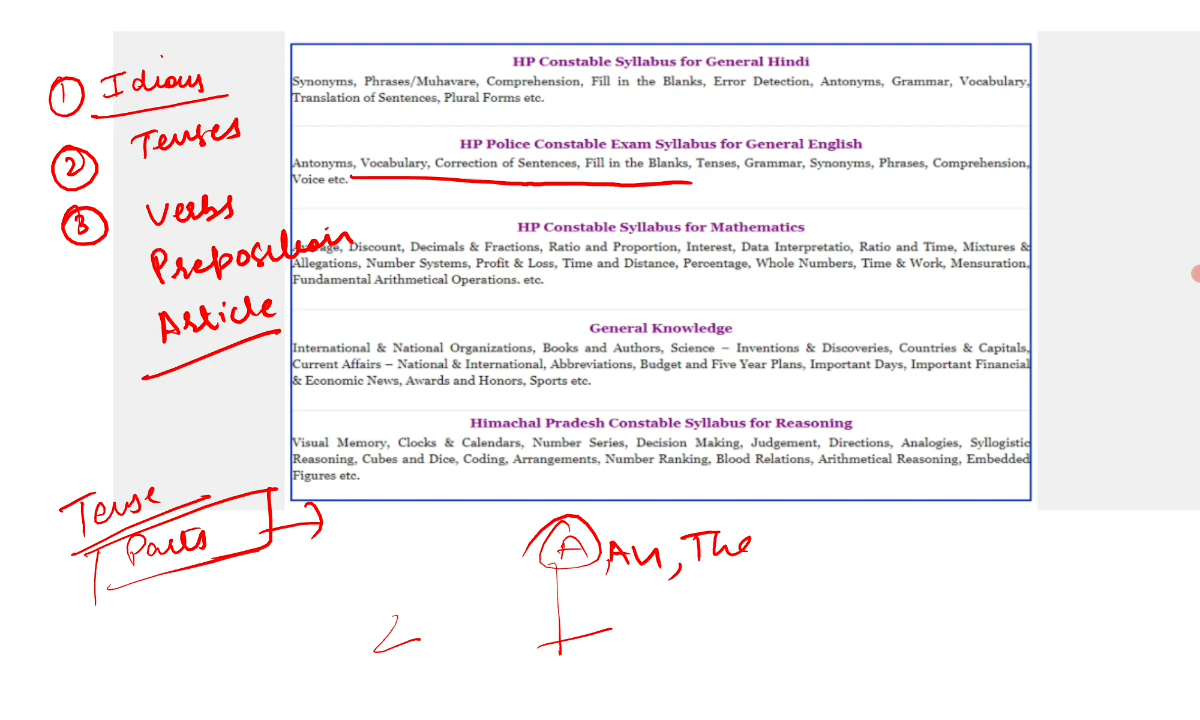 ① Idioms
② Tenses
③ Verbs
Preposition
Article
HP Constable Syllabus for General Hindi
Synonyms, Phrases/Muhavare, Comprehension, Fill in the Blanks, Error Detection, Antonyms, Grammar, Vocabulary,
Translation of Sentences, Plural Forms etc.
HP Police Constable Exam Syllabus for General English
Antonyms, Vocabulary, Correction of Sentences, Fill in the Blanks, Tenses, Grammar, Synonyms, Phrases, Comprehension,
Voice etc.
HP Constable Syllabus for Mathematics
Average, Discount, Decimals & Fractions, Ratio and Proportion, Interest, Data Interpretatio, Ratio and Time, Mixtures &
Allegations, Number Systems, Profit & Loss, Time and Distance, Percentage, Whole Numbers, Time & Work, Mensuration,
Fundamental Arithmetical Operations. etc.
General Knowledge
International & National Organizations, Books and Authors, Science – Inventions & Discoveries, Countries & Capitals,
Current Affairs – National & International, Abbreviations, Budget and Five Year Plans, Important Days, Important Financial
& Economic News, Awards and Honors, Sports etc.
Himachal Pradesh Constable Syllabus for Reasoning
Visual Memory, Clocks & Calendars, Number Series, Decision Making, Judgement, Directions, Analogies, Syllogistic
Reasoning, Cubes and Dice, Coding, Arrangements, Number Ranking, Blood Relations, Arithmetical Reasoning, Embedded
Figures etc.
Tense
Parts
A, An, The